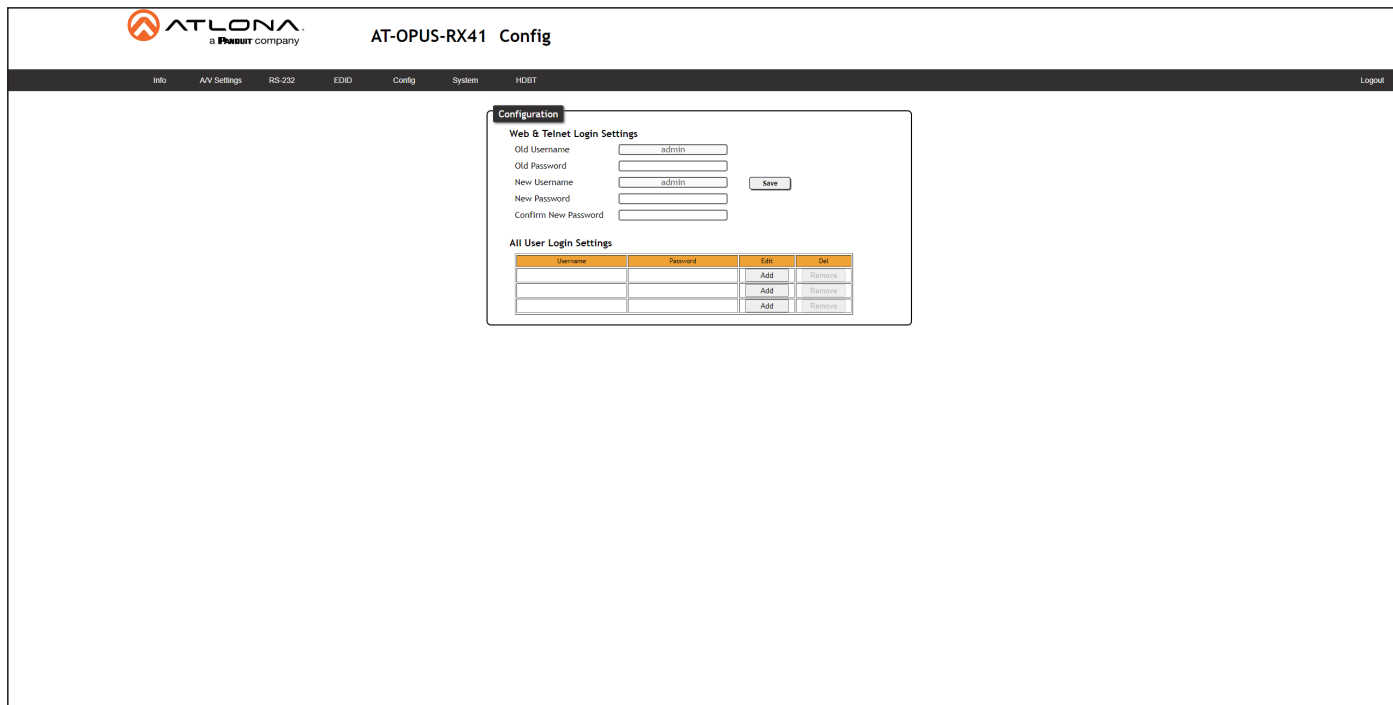 ATLONA.
a PANDUIT company
AT-OPUS-RX41 Config
Info A/V Settings RS-232 EDID Config System HDBT Logout
Configuration
Web & Telnet Login Settings
Old Username admin
Old Password
New Username admin Save
New Password
Confirm New Password
All User Login Settings
Username Password Edit Del
Add Remove
Add Remove
Add Remove